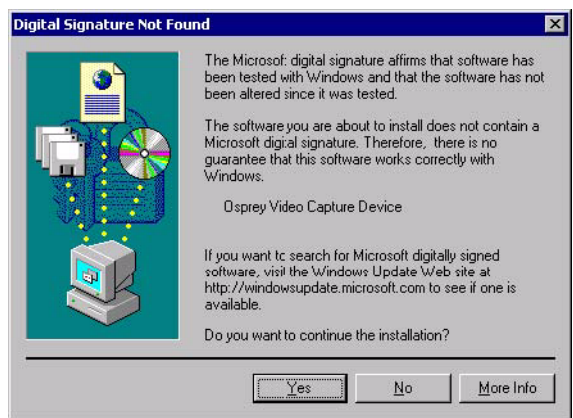 Digital Signature Not Found
The Microsoft digital signature affirms that software has
been tested with Windows and that the software has not
been altered since it was tested.
The software you are about to install does not contain a
Microsoft digital signature. Therefore, there is no
guarantee that this software works correctly with
Windows.
Osprey Video Capture Device
If you want to search for Microsoft digitally signed
software, visit the Windows Update Web site at
http://windowsupdate.microsoft.com to see if one is
available.
Do you want to continue the installation?
Yes No More Info